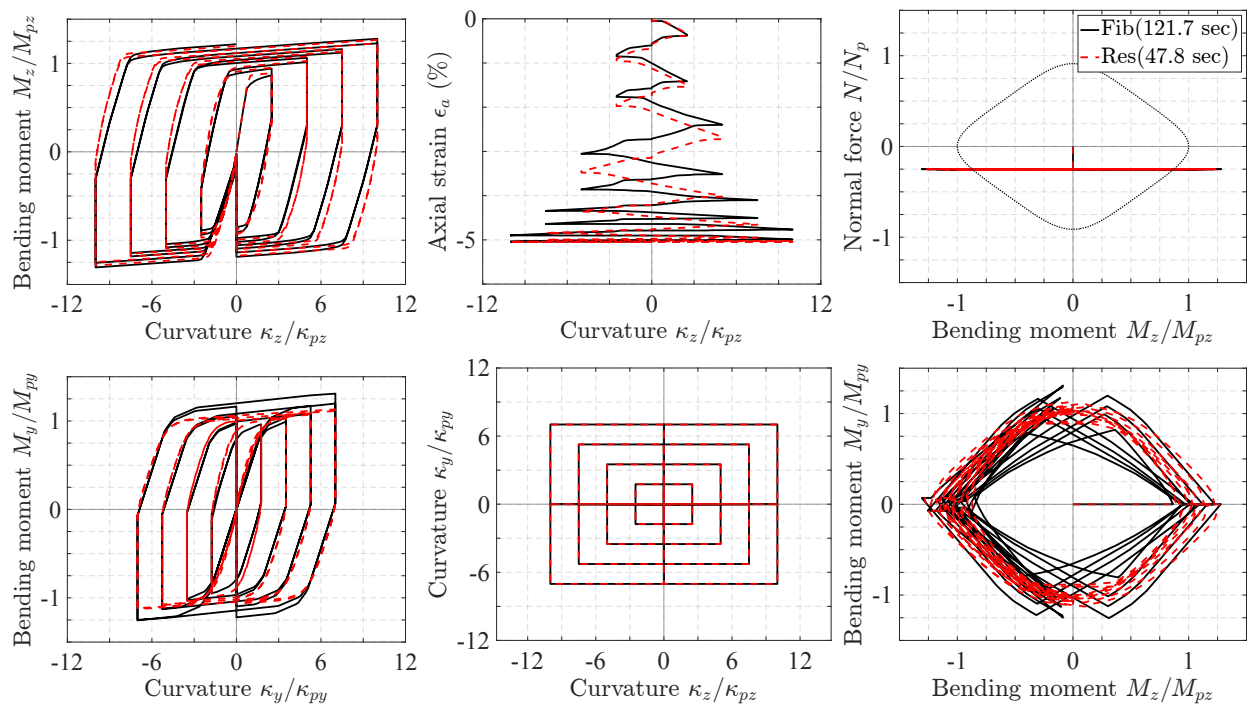 Bending moment M_z/M_pz
1
0
-1
-12 -6 0 6 12
Curvature κ_z/κ_pz
Axial strain ϵ_a (%)
0
-5
-12 -6 0 6 12
Curvature κ_z/κ_pz
Normal force N/N_p
1
0
-1
Fib(121.7 sec)
Res(47.8 sec)
-1 0 1
Bending moment M_z/M_pz
Bending moment M_y/M_py
1
0
-1
-12 -6 0 6 12
Curvature κ_y/κ_py
Curvature κ_y/κ_py
12
6
0
-6
-12
-12 -6 0 6 12
Curvature κ_z/κ_pz
Bending moment M_y/M_py
1
0
-1
-1 0 1
Bending moment M_z/M_pz